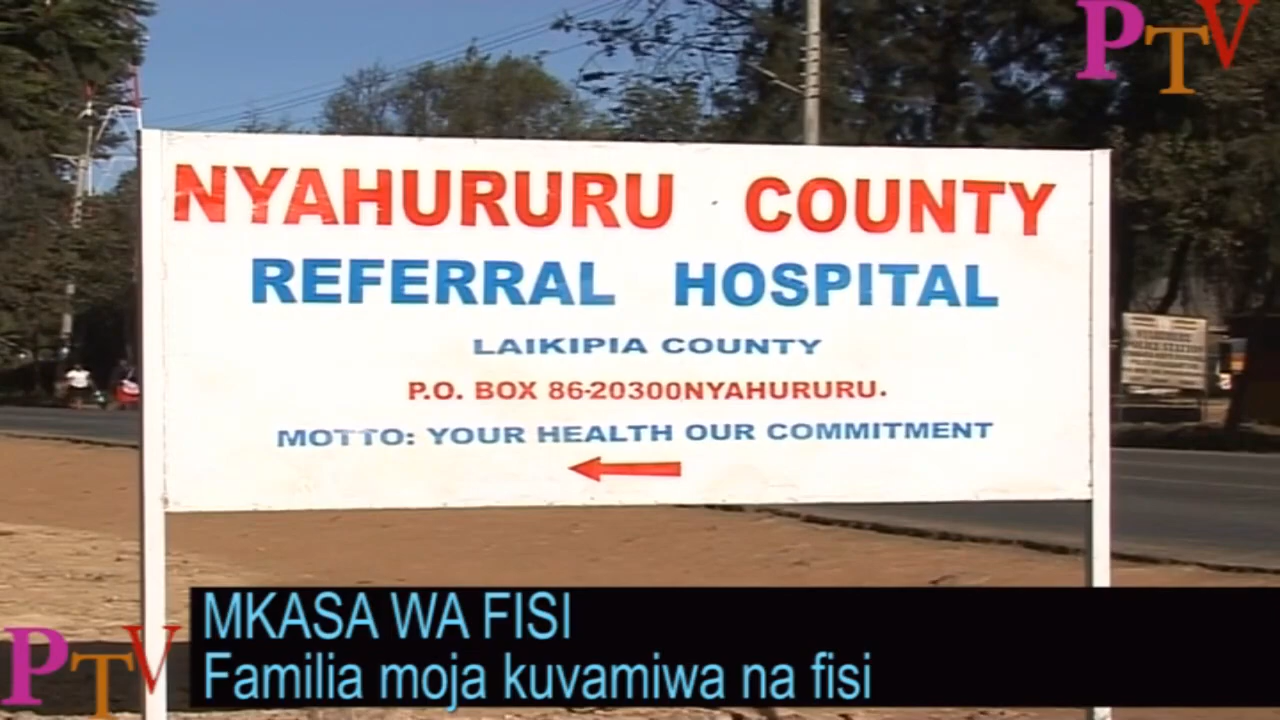 PTV
NYAHURURU COUNTY
REFERRAL HOSPITAL
LAIKIPIA COUNTY
P.O. BOX 86-20300NYAHURURU.
MOTTO: YOUR HEALTH OUR COMMITMENT
MKASA WA FISI
Familia moja kuvamiwa na fisi
PTV